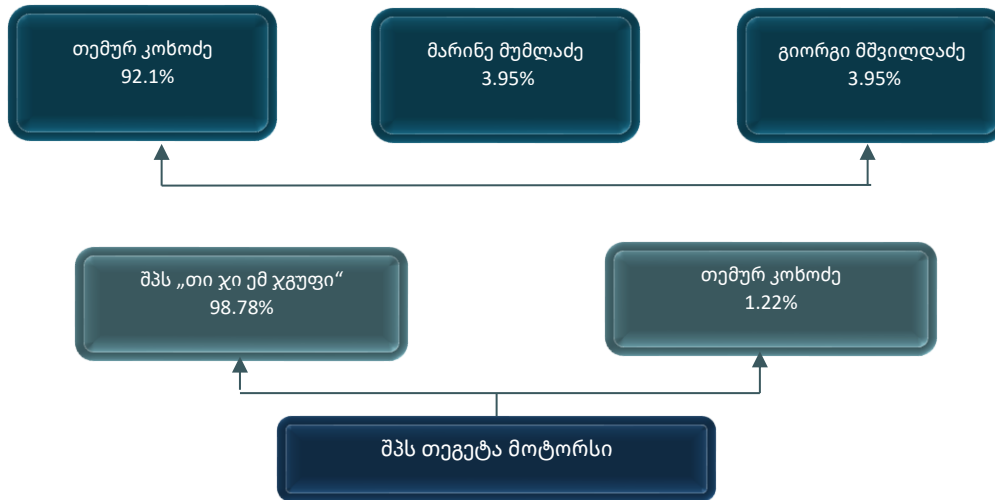 თემურ კოხოძე
92.1%
მარინე მუმლაძე
3.95%
გიორგი მშვილდაძე
3.95%
შპს „თი ჯი ემ ჯგუფი“
98.78%
თემურ კოხოძე
1.22%
შპს თეგეტა მოტორსი